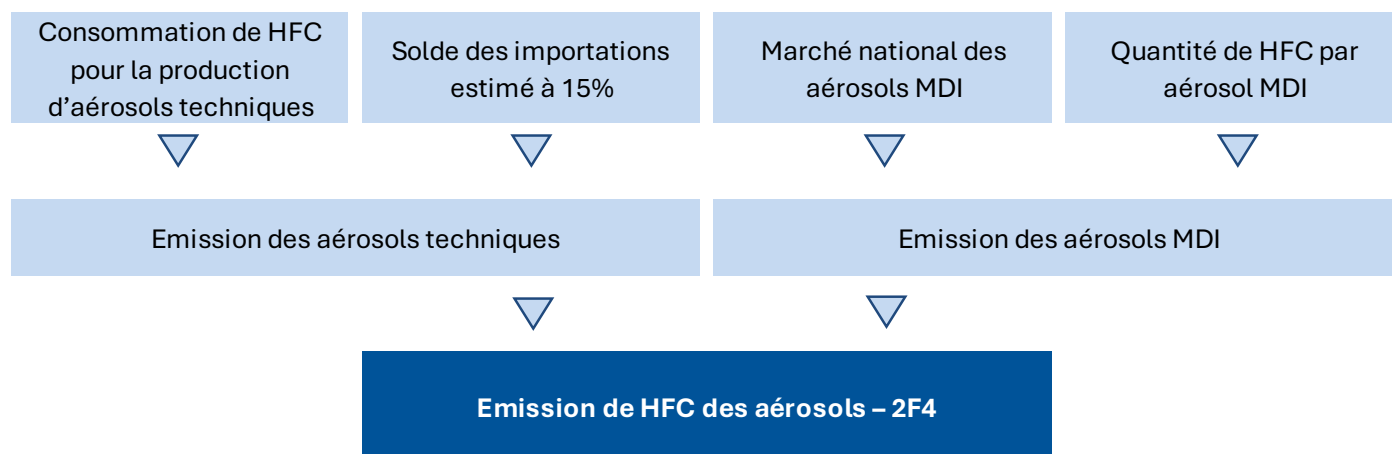 Consommation de HFC
pour la production
d’aérosols techniques
Solde des importations
estimé à 15%
Marché national des
aérosols MDI
Quantité de HFC par
aérosol MDI
Emission des aérosols techniques
Emission des aérosols MDI
Emission de HFC des aérosols – 2F4